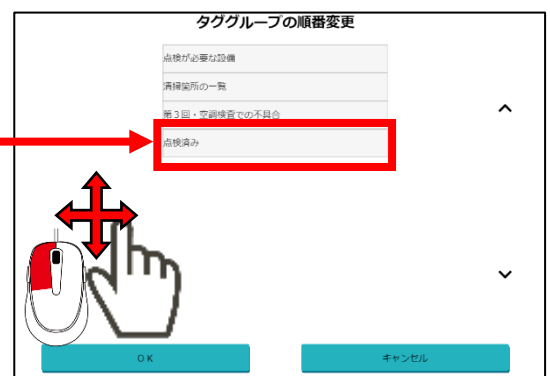 タググループの順番変更
点検が必要な設備
清掃箇所の一覧
第3回・空調検査での不具合
点検済み
OK
キャンセル